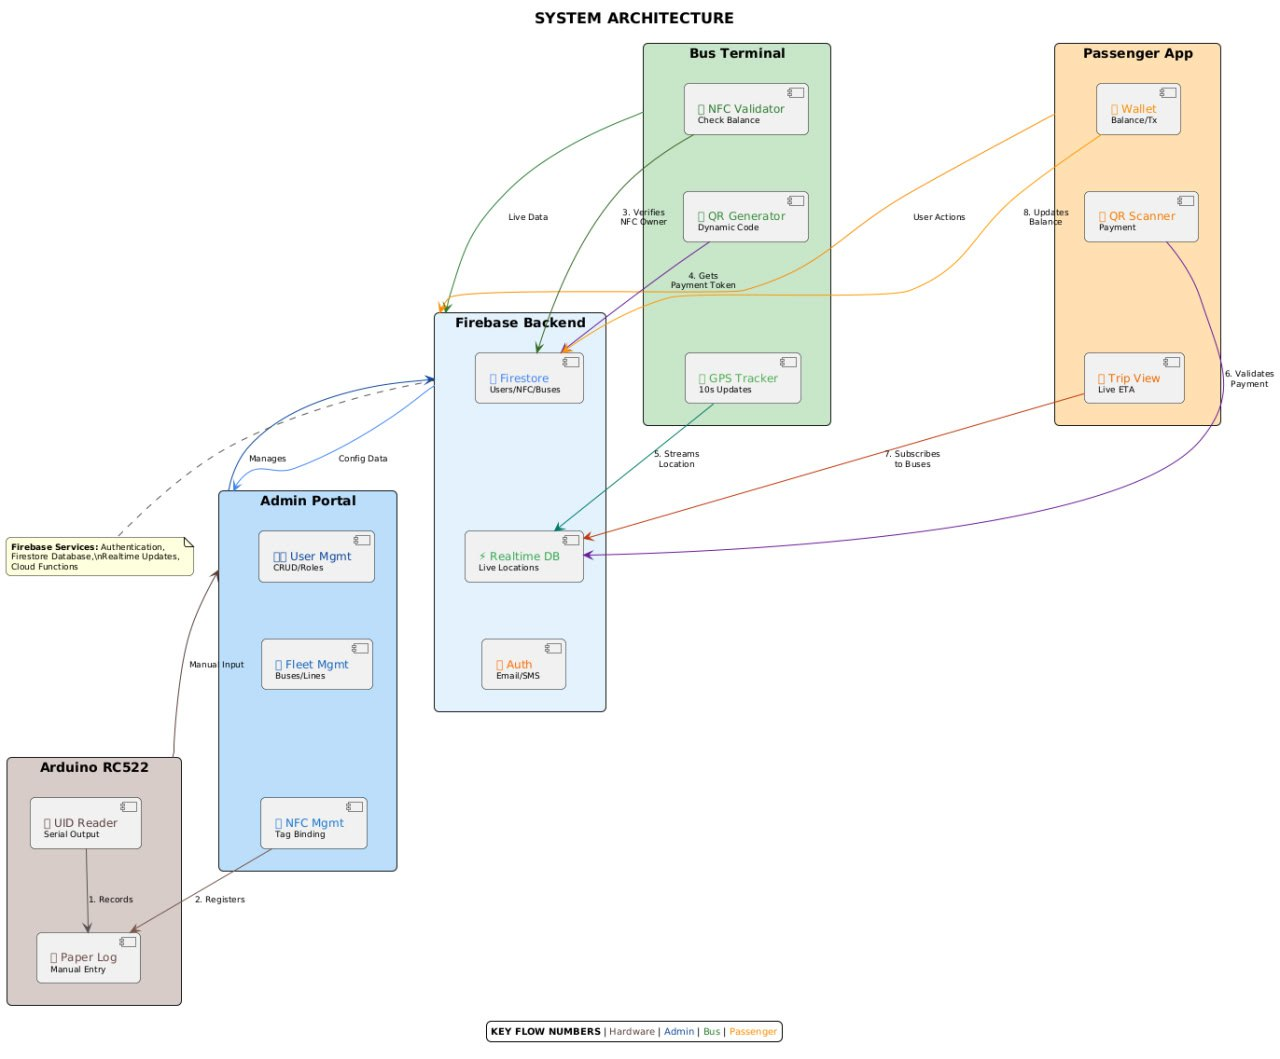 SYSTEM ARCHITECTURE
Bus Terminal
NFC Validator
Check Balance
QR Generator
Dynamic Code
GPS Tracker
10s Updates
Passenger App
Wallet
Balance/Tx
QR Scanner
Payment
Trip View
Live ETA
Live Data
3. Verifies
NFC Owner
4. Gets
Payment Token
User Actions
8. Updates
Balance
6. Validates
Payment
5. Streams
Location
7. Subscribes
to Buses
Firebase Backend
Firestore
Users/NFC/Buses
⚡ Realtime DB
Live Locations
Auth
Email/SMS
Manages
Config Data
Firebase Services: Authentication,
Firestore Database,\nRealtime Updates,
Cloud Functions
Admin Portal
User Mgmt
CRUD/Roles
Fleet Mgmt
Buses/Lines
NFC Mgmt
Tag Binding
Manual Input
Arduino RC522
UID Reader
Serial Output
1. Records
2. Registers
Paper Log
Manual Entry
KEY FLOW NUMBERS | Hardware | Admin | Bus | Passenger